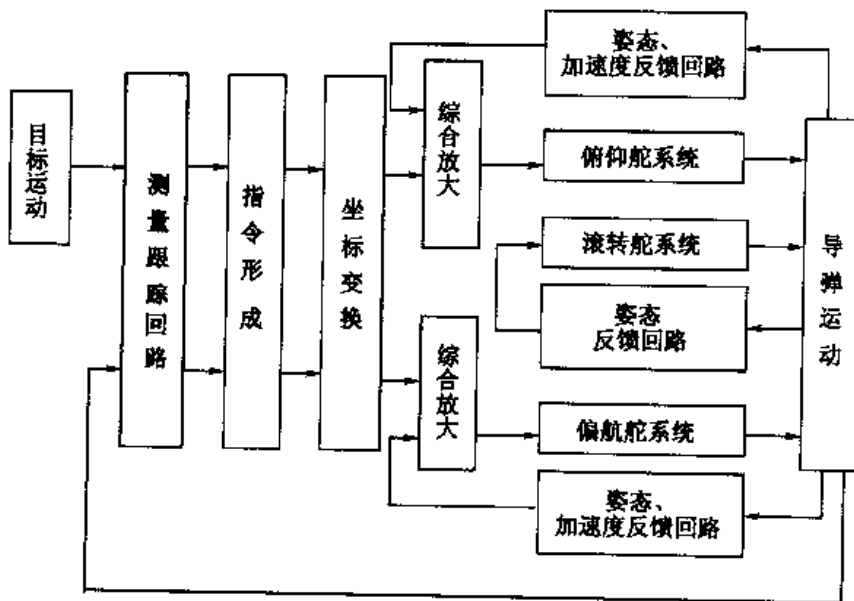 目标运动
测量跟踪回路
指令形成
坐标变换
综合放大
姿态、
加速度反馈回路
俯仰舵系统
滚转舵系统
姿态
反馈回路
综合放大
偏航舵系统
姿态、
加速度反馈回路
导弹运动